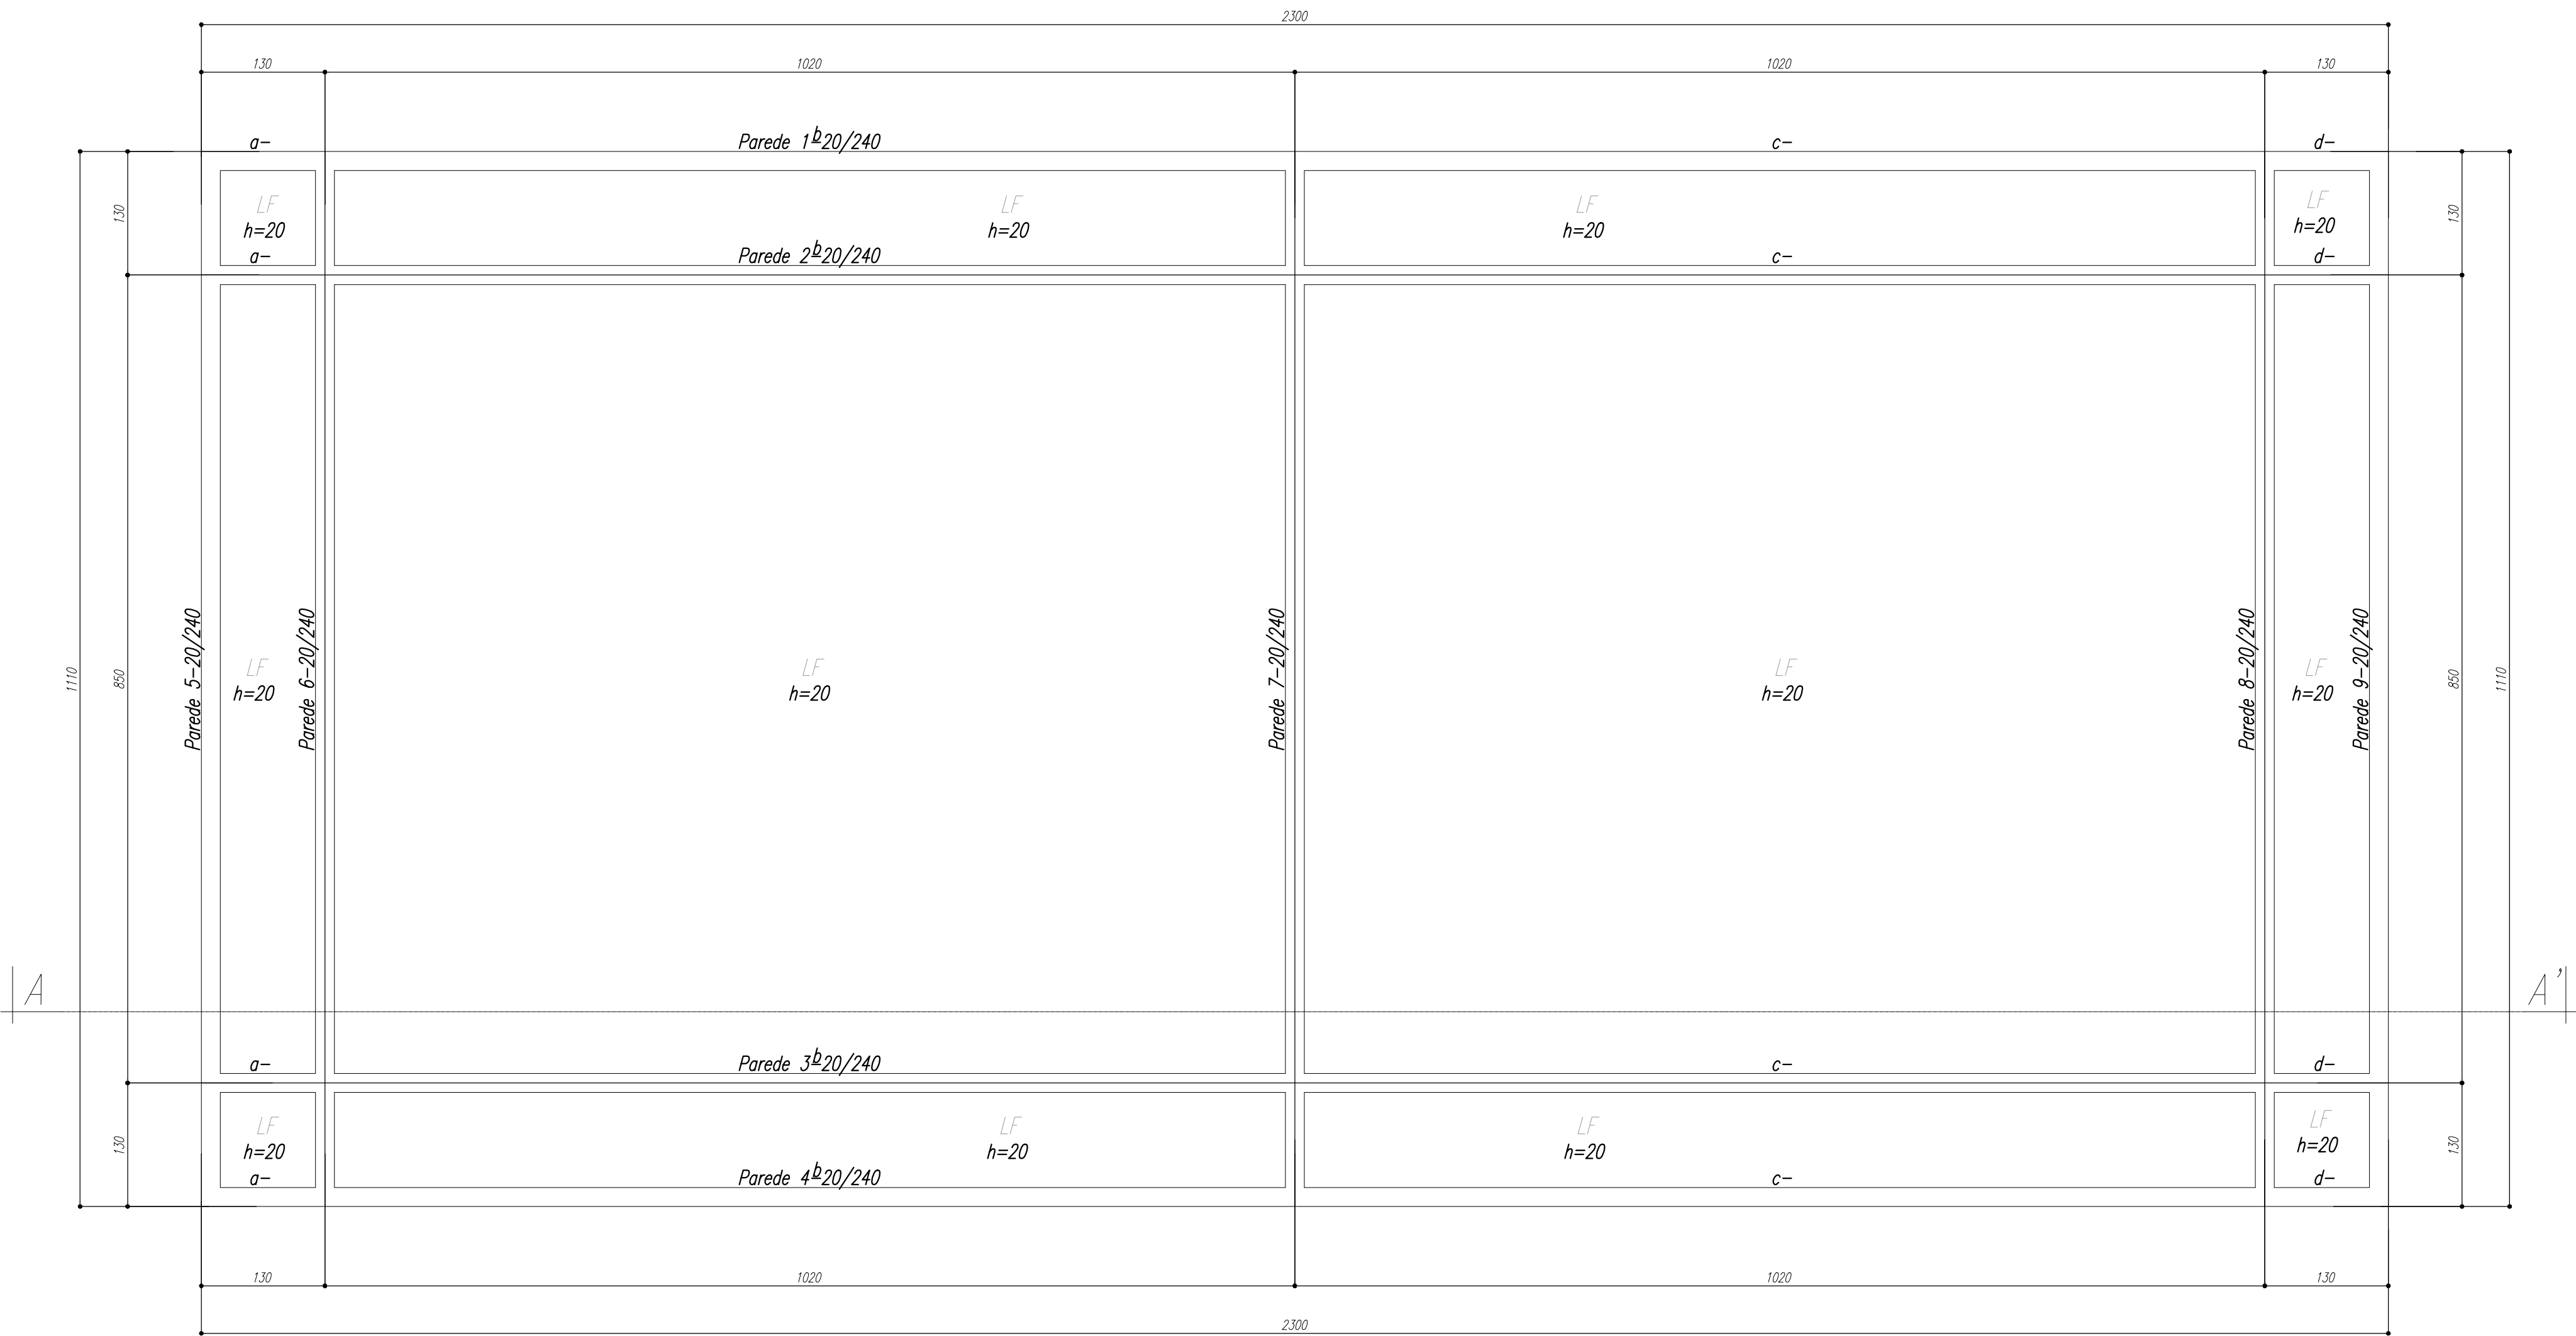 2300
130 1020 1020 130
a- Parede 1 b-20/240 c- d-
130 LF LF LF LF 130
h=20 h=20 h=20 h=20
a- Parede 2 b-20/240 c- d-
1110 850 Parede 5-20/240 LF Parede 6-20/240 LF Parede 7-20/240 LF Parede 8-20/240 LF Parede 9-20/240 850 1110
h=20 h=20 h=20 h=20
A A'
a- Parede 3 b-20/240 c- d-
130 LF LF LF LF 130
h=20 h=20 h=20 h=20
a- Parede 4 b-20/240 c- d-
130 1020 1020 130
2300